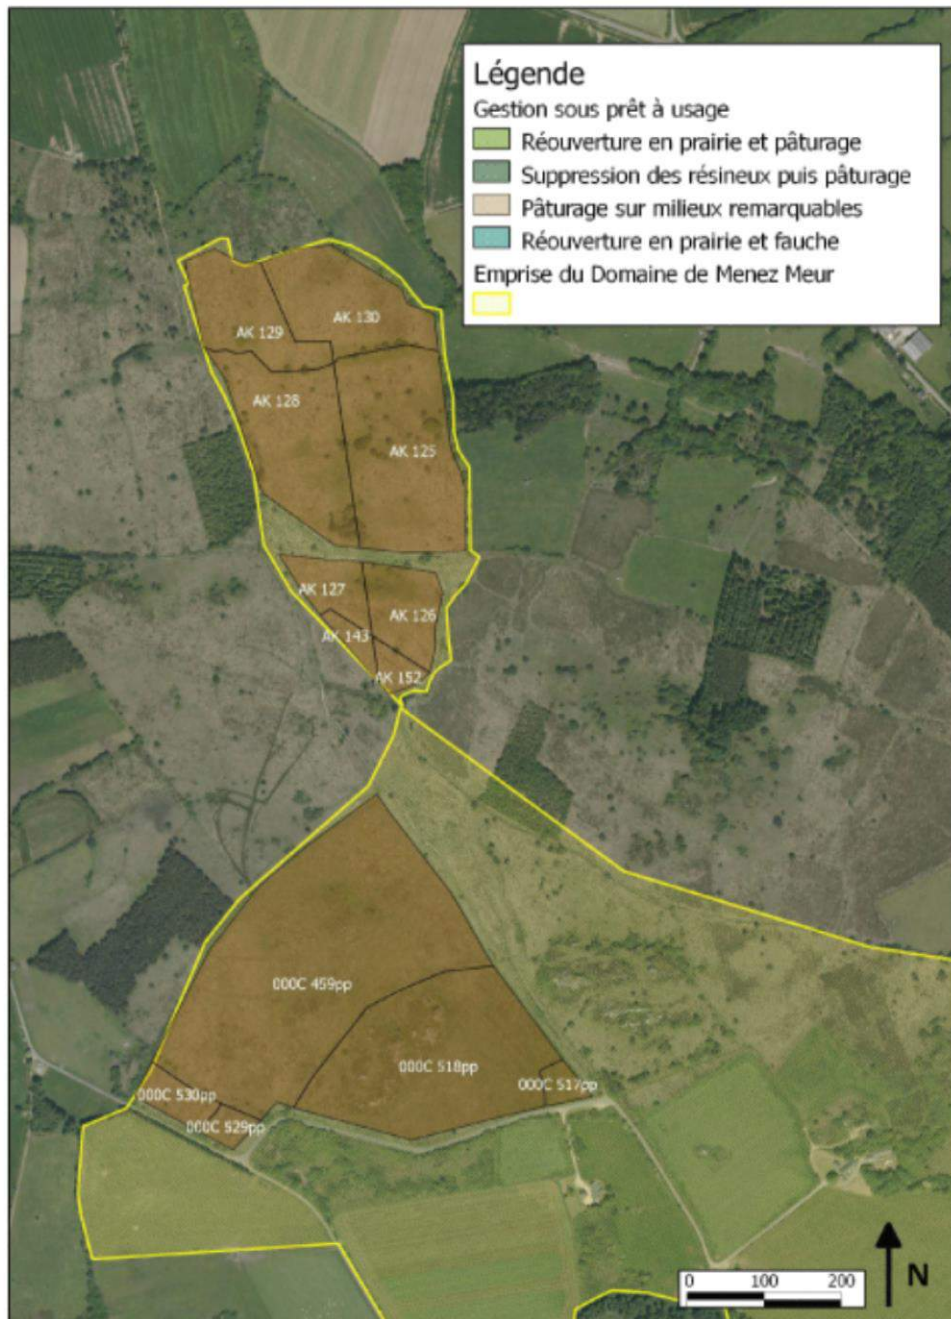 Légende
Gestion sous prêt à usage
Réouverture en prairie et pâturage
Suppression des résineux puis pâturage
Pâturage sur milieux remarquables
Réouverture en prairie et fauche
Emprise du Domaine de Menez Meur
AK 130
AK 129
AK 128
AK 125
AK 127
AK 126
AK 143
AK 152
000C 459pp
000C 518pp
000C 517pp
000C 530pp
000C 529pp
0 100 200
N